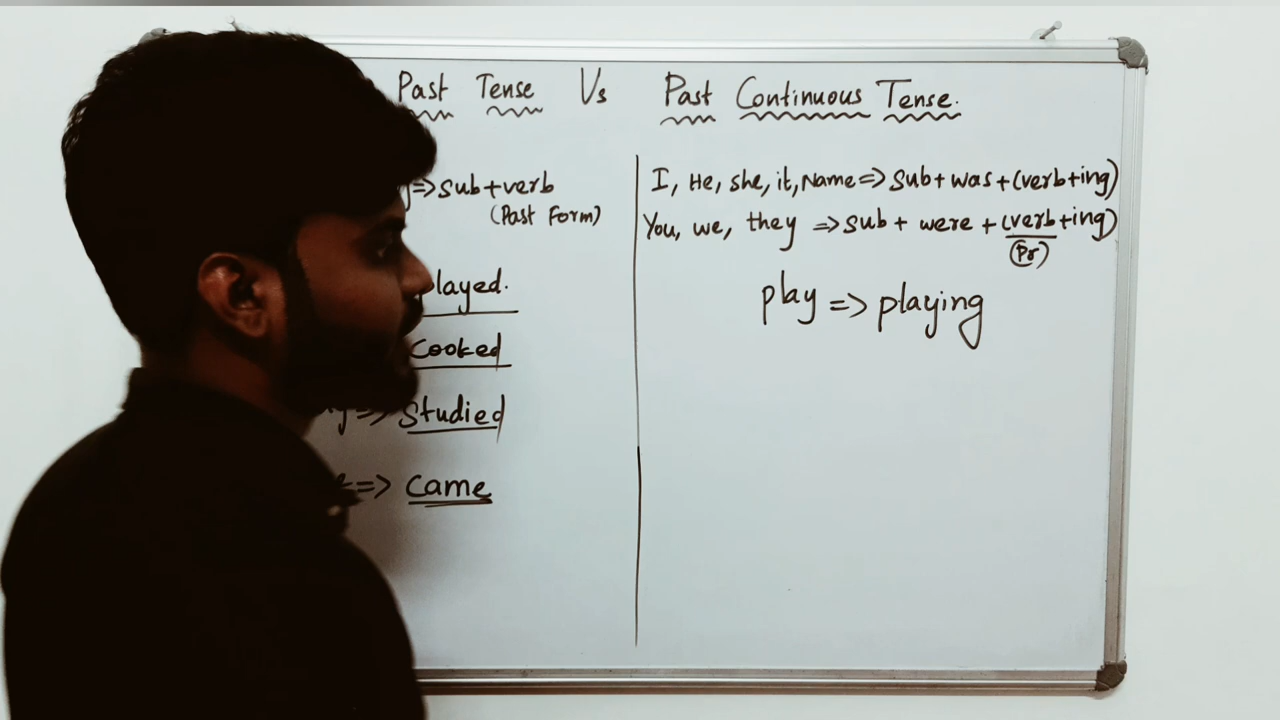 Past Tense Vs Past Continuous Tense.
=> sub+verb
(Past Form)
layed.
Cooked
=> Studied
=> Came
I, He, she, it, Name => sub + was + (verb+ing)
You, we, they => sub + were + (verb+ing)
(Pr)
play => playing